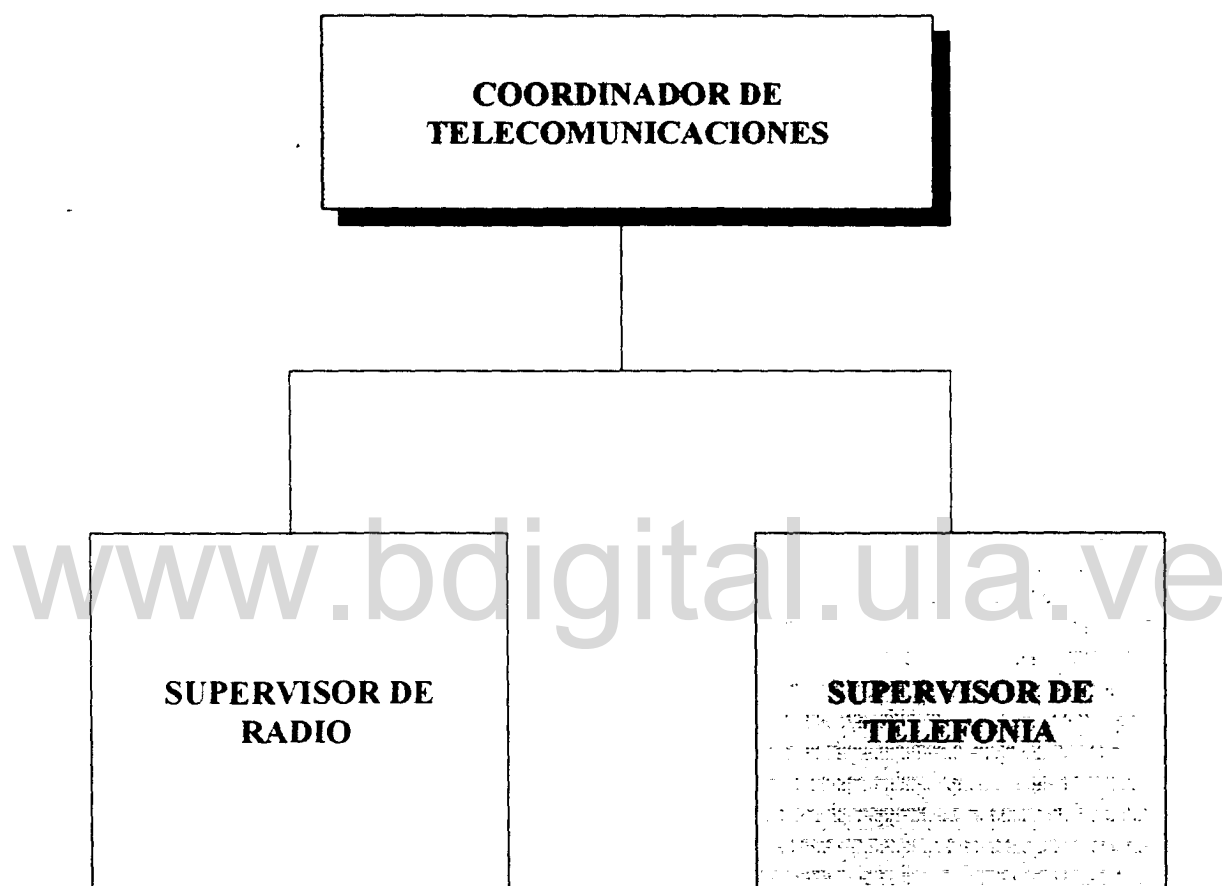 COORDINADOR DE
TELECOMUNICACIONES
www.bdigital.ula.ve
SUPERVISOR DE
RADIO
SUPERVISOR DE
TELEFONIA